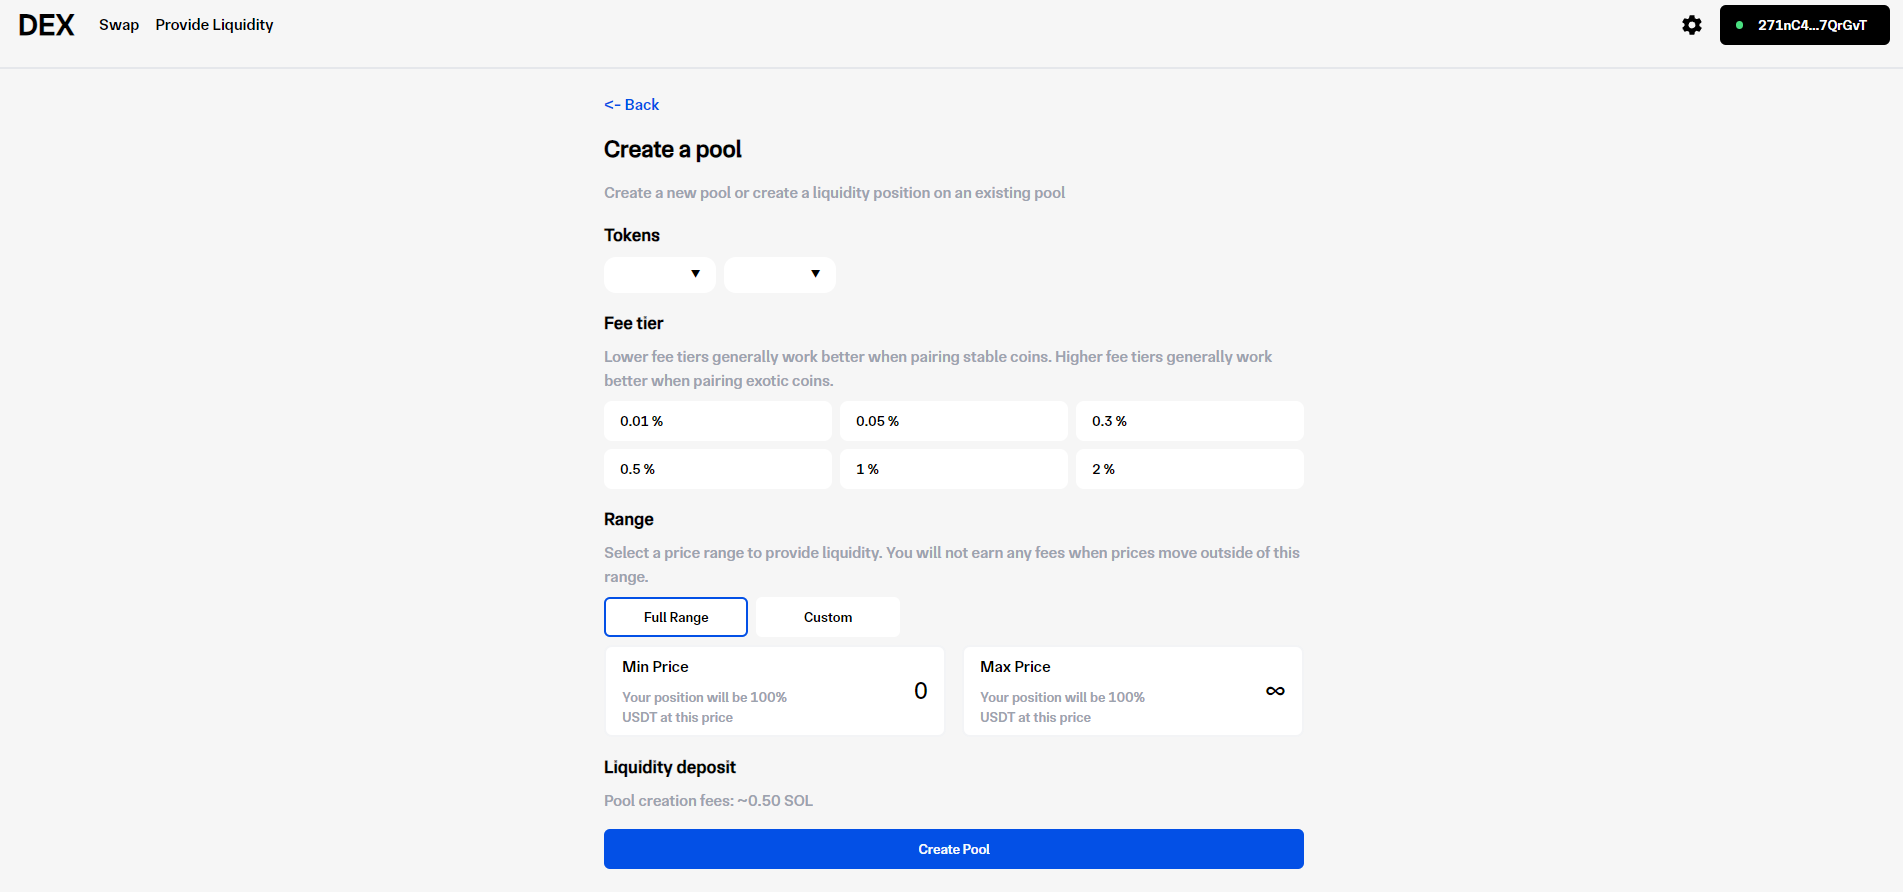 DEX
Swap
Provide Liquidity
271nC4...7QrGvT
<- Back
Create a pool
Create a new pool or create a liquidity position on an existing pool
Tokens
Fee tier
Lower fee tiers generally work better when pairing stable coins. Higher fee tiers generally work
better when pairing exotic coins.
0.01 %
0.05 %
0.3 %
0.5 %
1 %
2 %
Range
Select a price range to provide liquidity. You will not earn any fees when prices move outside of this
range.
Full Range
Custom
Min Price
Your position will be 100%
USDT at this price
0
Max Price
Your position will be 100%
USDT at this price
∞
Liquidity deposit
Pool creation fees: ~0.50 SOL
Create Pool